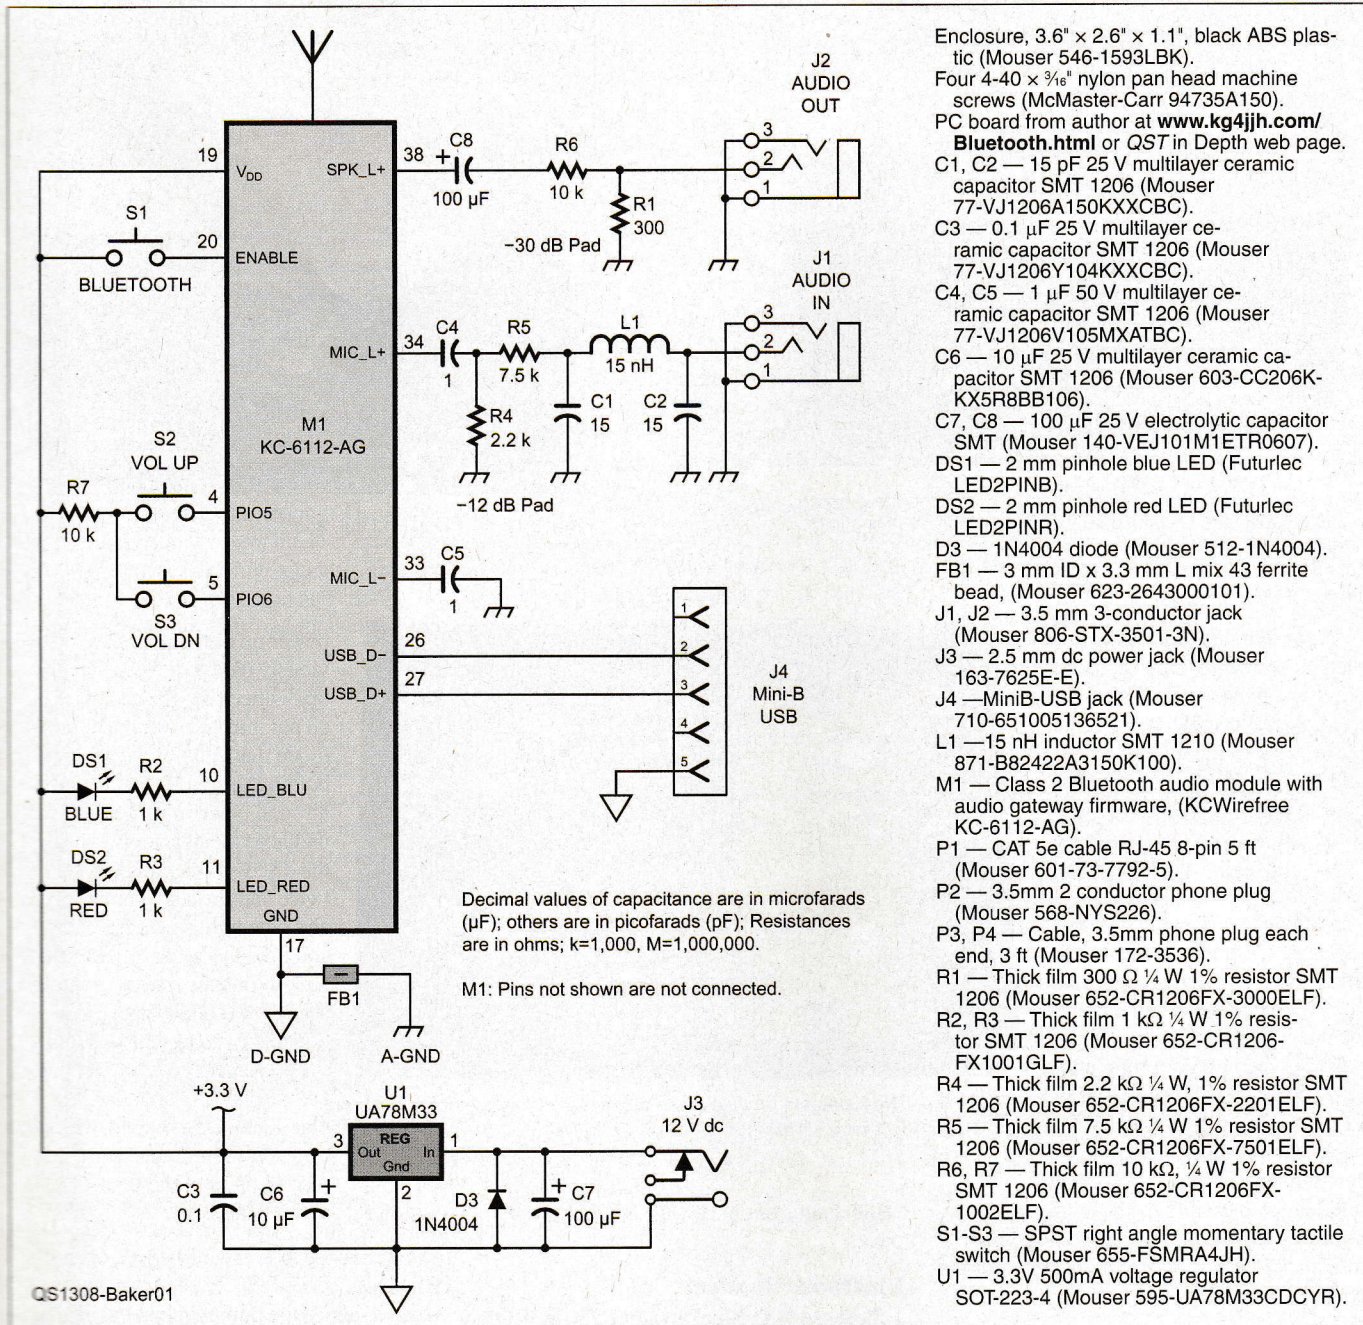 J2
AUDIO
OUT
19
VDD
38
SPK_L+
+
C8
100 µF
R6
10 k
3
2
1
R1
300
−30 dB Pad
S1
20
ENABLE
BLUETOOTH
J1
AUDIO
IN
34
MIC_L+
C4
1
R5
7.5 k
L1
15 nH
3
2
1
R4
2.2 k
C1
15
C2
15
−12 dB Pad
M1
KC-6112-AG
S2
VOL UP
R7
10 k
4
PIO5
5
PIO6
S3
VOL DN
33
MIC_L−
C5
1
26
USB_D−
27
USB_D+
1
2
3
4
5
J4
Mini-B
USB
DS1
BLUE
R2
1 k
10
LED_BLU
DS2
RED
R3
1 k
11
LED_RED
GND
17
FB1
D-GND
A-GND
Decimal values of capacitance are in microfarads
(µF); others are in picofarads (pF); Resistances
are in ohms; k=1,000, M=1,000,000.
M1: Pins not shown are not connected.
+3.3 V
U1
UA78M33
REG
3
Out
In
1
Gnd
2
J3
12 V dc
C3
0.1
C6
10 µF
+
D3
1N4004
+
C7
100 µF
QS1308-Baker01
Enclosure, 3.6" × 2.6" × 1.1", black ABS plas-
tic (Mouser 546-1593LBK).
Four 4-40 × 3⁄16" nylon pan head machine
screws (McMaster-Carr 94735A150).
PC board from author at www.kg4jjh.com/
Bluetooth.html or QST in Depth web page.
C1, C2 — 15 pF 25 V multilayer ceramic
capacitor SMT 1206 (Mouser
77-VJ1206A150KXXCBC).
C3 — 0.1 µF 25 V multilayer ce-
ramic capacitor SMT 1206 (Mouser
77-VJ1206Y104KXXCBC).
C4, C5 — 1 µF 50 V multilayer ce-
ramic capacitor SMT 1206 (Mouser
77-VJ1206V105MXATBC).
C6 — 10 µF 25 V multilayer ceramic ca-
pacitor SMT 1206 (Mouser 603-CC206K-
KX5R8BB106).
C7, C8 — 100 µF 25 V electrolytic capacitor
SMT (Mouser 140-VEJ101M1ETR0607).
DS1 — 2 mm pinhole blue LED (Futurlec
LED2PINB).
DS2 — 2 mm pinhole red LED (Futurlec
LED2PINR).
D3 — 1N4004 diode (Mouser 512-1N4004).
FB1 — 3 mm ID x 3.3 mm L mix 43 ferrite
bead, (Mouser 623-2643000101).
J1, J2 — 3.5 mm 3-conductor jack
(Mouser 806-STX-3501-3N).
J3 — 2.5 mm dc power jack (Mouser
163-7625E-E).
J4 —MiniB-USB jack (Mouser
710-651005136521).
L1 —15 nH inductor SMT 1210 (Mouser
871-B82422A3150K100).
M1 — Class 2 Bluetooth audio module with
audio gateway firmware, (KCWirefree
KC-6112-AG).
P1 — CAT 5e cable RJ-45 8-pin 5 ft
(Mouser 601-73-7792-5).
P2 — 3.5mm 2 conductor phone plug
(Mouser 568-NYS226).
P3, P4 — Cable, 3.5mm phone plug each
end, 3 ft (Mouser 172-3536).
R1 — Thick film 300 Ω ¼ W 1% resistor SMT
1206 (Mouser 652-CR1206FX-3000ELF).
R2, R3 — Thick film 1 kΩ ¼ W 1% resis-
tor SMT 1206 (Mouser 652-CR1206-
FX1001GLF).
R4 — Thick film 2.2 kΩ ¼ W, 1% resistor SMT
1206 (Mouser 652-CR1206FX-2201ELF).
R5 — Thick film 7.5 kΩ ¼ W 1% resistor SMT
1206 (Mouser 652-CR1206FX-7501ELF).
R6, R7 — Thick film 10 kΩ, ¼ W 1% resistor
SMT 1206 (Mouser 652-CR1206FX-
1002ELF).
S1-S3 — SPST right angle momentary tactile
switch (Mouser 655-FSMRA4JH).
U1 — 3.3V 500mA voltage regulator
SOT-223-4 (Mouser 595-UA78M33CDCYR).